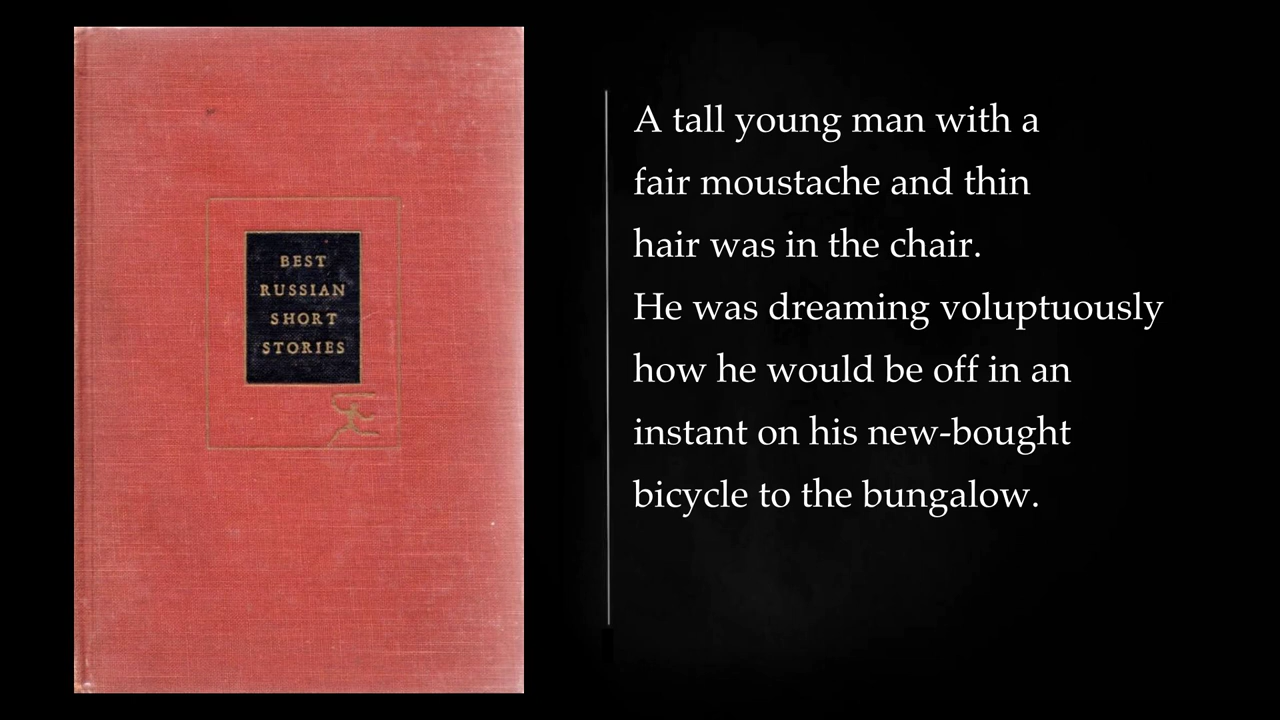 BEST
RUSSIAN
SHORT
STORIES
A tall young man with a
fair moustache and thin
hair was in the chair.
He was dreaming voluptuously
how he would be off in an
instant on his new-bought
bicycle to the bungalow.